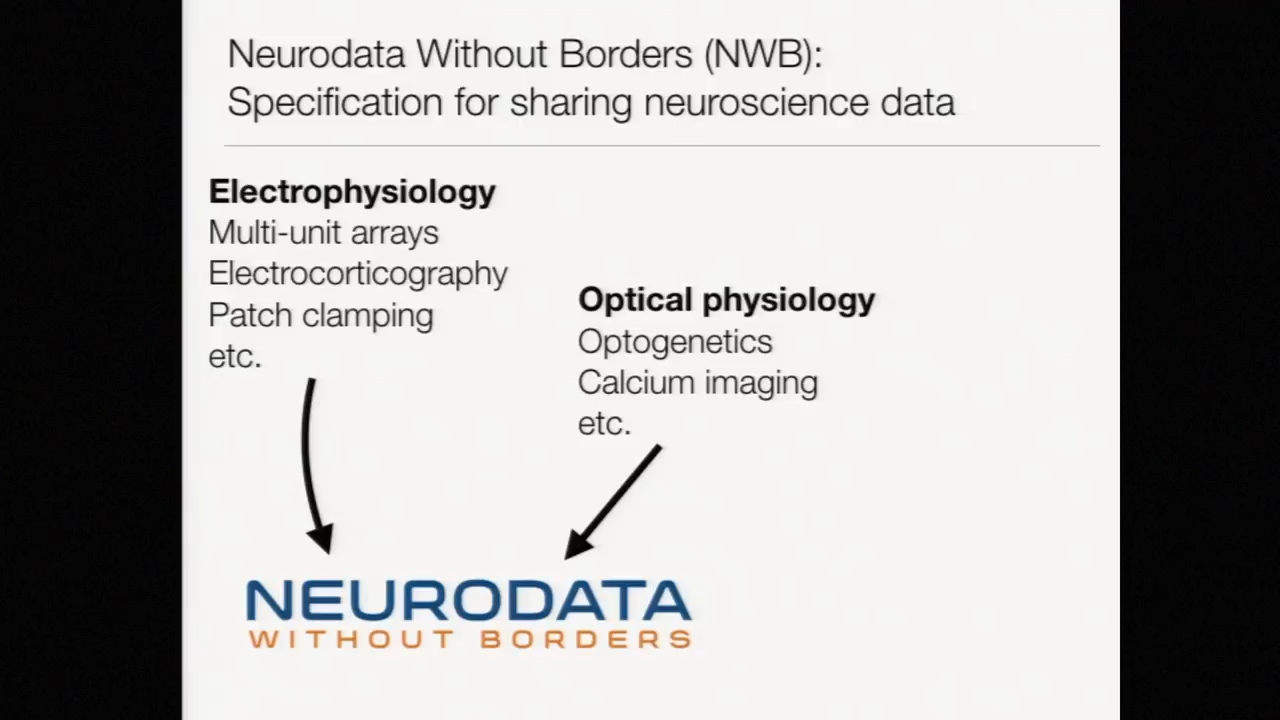 Neurodata Without Borders (NWB):
Specification for sharing neuroscience data
Electrophysiology
Multi-unit arrays
Electrocorticography
Patch clamping
etc.
Optical physiology
Optogenetics
Calcium imaging
etc.
NEURODATA
WITHOUT BORDERS